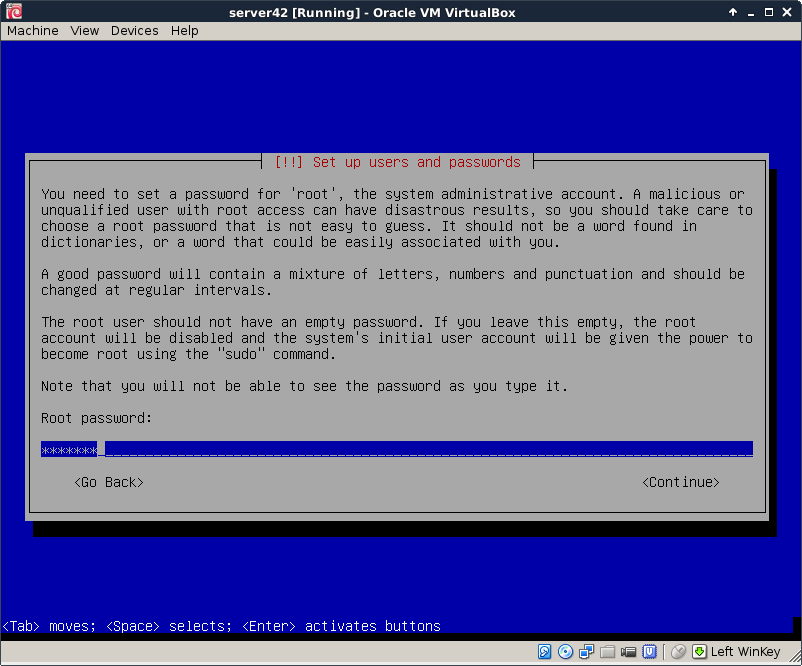 server42 [Running] - Oracle VM VirtualBox
Machine View Devices Help
[!!] Set up users and passwords
You need to set a password for 'root', the system administrative account. A malicious or
unqualified user with root access can have disastrous results, so you should take care to
choose a root password that is not easy to guess. It should not be a word found in
dictionaries, or a word that could be easily associated with you.
A good password will contain a mixture of letters, numbers and punctuation and should be
changed at regular intervals.
The root user should not have an empty password. If you leave this empty, the root
account will be disabled and the system's initial user account will be given the power to
become root using the "sudo" command.
Note that you will not be able to see the password as you type it.
Root password:
*******
<Go Back> <Continue>
<Tab> moves; <Space> selects; <Enter> activates buttons
Left WinKey